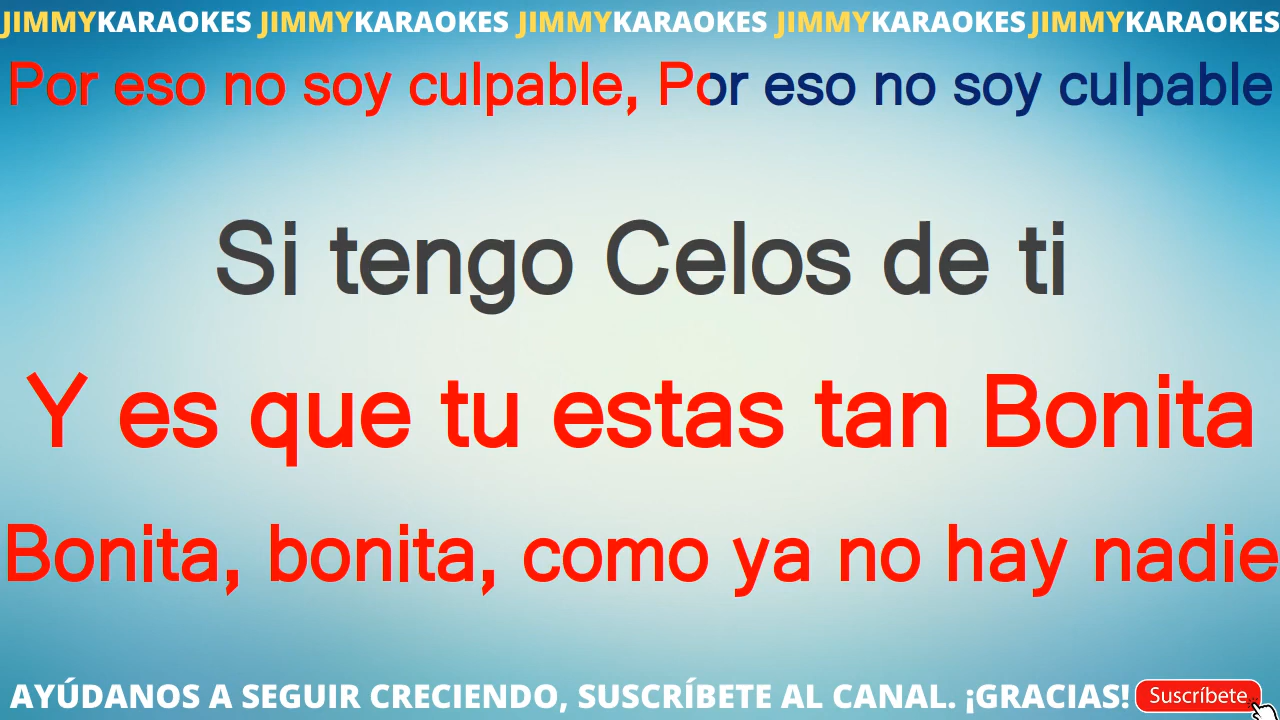 JIMMYKARAOKES JIMMYKARAOKES JIMMYKARAOKES JIMMYKARAOKES JIMMYKARAOKES
Por eso no soy culpable, Por eso no soy culpable
Si tengo Celos de ti
Y es que tu estas tan Bonita
Bonita, bonita, como ya no hay nadie
AYÚDANOS A SEGUIR CRECIENDO, SUSCRÍBETE AL CANAL. ¡GRACIAS! Suscríbete